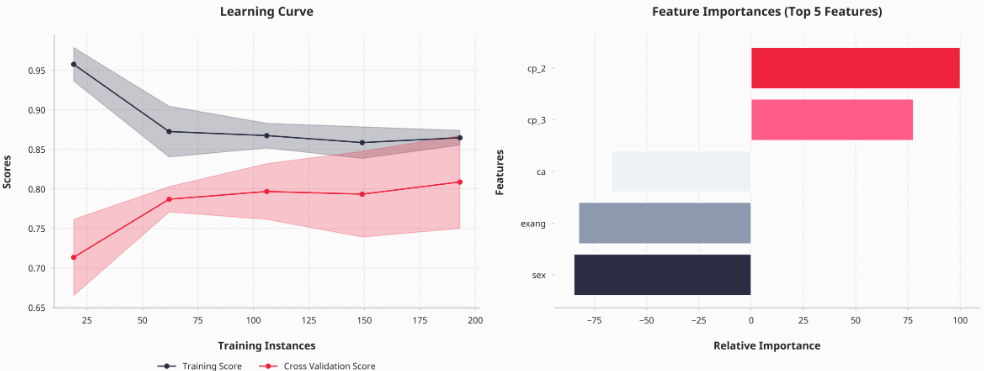 Learning Curve
Scores
0.95
0.90
0.85
0.80
0.75
0.70
0.65
25
50
75
100
125
150
175
200
Training Instances
Training Score
Cross Validation Score
Feature Importances (Top 5 Features)
Features
cp_2
cp_3
ca
exang
sex
−75
−50
−25
0
25
50
75
100
Relative Importance